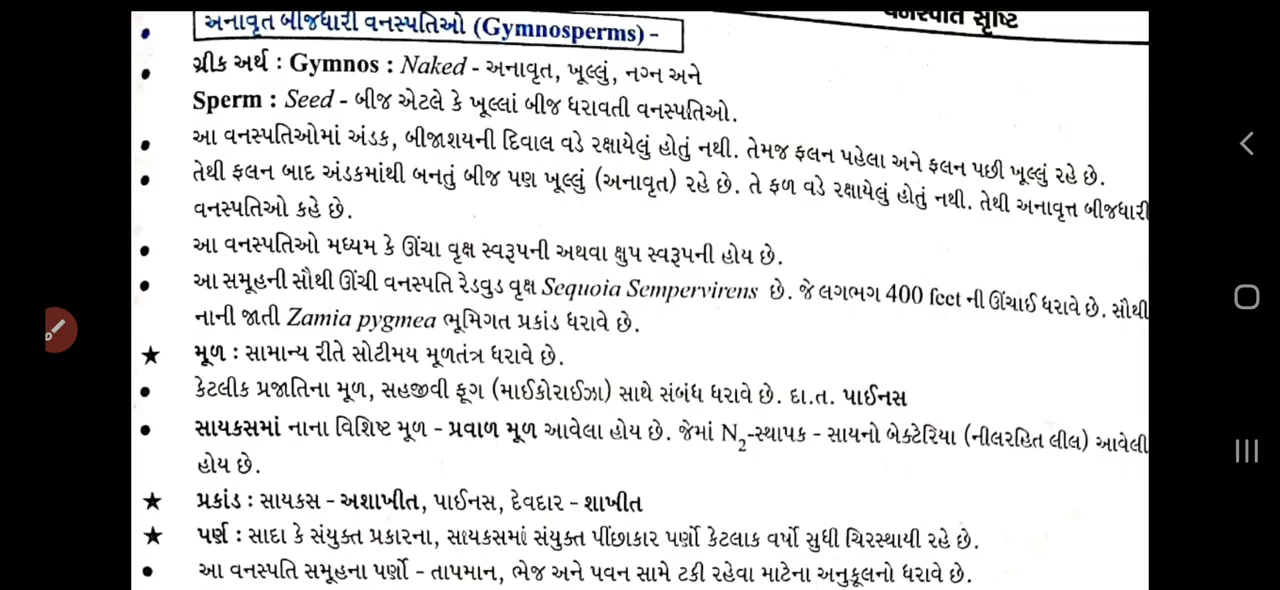 વનસ્પતિ સૃષ્ટિ
અનાવૃત બીજધારી વનસ્પતિઓ (Gymnosperms) -
ગ્રીક અર્થ : Gymnos : Naked - અનાવૃત, ખૂલ્લું, નગ્ન અને
Sperm : Seed - બીજ એટલે કે ખૂલ્લાં બીજ ધરાવતી વનસ્પતિઓ.
આ વનસ્પતિઓમાં અંડક, બીજાશયની દિવાલ વડે રક્ષાયેલું હોતું નથી. તેમજ ફલન પહેલા અને ફલન પછી ખૂલ્લું રહે છે.
તેથી ફલન બાદ અંડકમાંથી બનતું બીજ પણ ખૂલ્લું (અનાવૃત) રહે છે. તે ફળ વડે રક્ષાયેલું હોતું નથી. તેથી અનાવૃત્ત બીજધારી
વનસ્પતિઓ કહે છે.
આ વનસ્પતિઓ મધ્યમ કે ઊંચા વૃક્ષ સ્વરૂપની અથવા ક્ષુપ સ્વરૂપની હોય છે.
આ સમૂહની સૌથી ઊંચી વનસ્પતિ રેડવુડ વૃક્ષ Sequoia Sempervirens છે. જે લગભગ 400 feet ની ઊંચાઈ ધરાવે છે. સૌથી
નાની જાતી Zamia pygmea ભૂમિગત પ્રકાંડ ધરાવે છે.
★ મૂળ : સામાન્ય રીતે સોટીમય મૂળતંત્ર ધરાવે છે.
કેટલીક પ્રજાતિના મૂળ, સહજીવી ફૂગ (માઈકોરાઈઝા) સાથે સંબંધ ધરાવે છે. દા.ત. પાઈનસ
સાયકસમાં નાના વિશિષ્ટ મૂળ - પ્રવાળ મૂળ આવેલા હોય છે. જેમાં N₂-સ્થાપક - સાયનો બેક્ટેરિયા (નીલરહિત લીલ) આવેલી
હોય છે.
★ પ્રકાંડ : સાયકસ - અશાખીત, પાઈનસ, દેવદાર - શાખીત
★ પર્ણ : સાદા કે સંયુક્ત પ્રકારના, સાયકસમાં સંયુક્ત પીંછાકાર પર્ણો કેટલાક વર્ષો સુધી ચિરસ્થાયી રહે છે.
આ વનસ્પતિ સમૂહના પર્ણો - તાપમાન, ભેજ અને પવન સામે ટકી રહેવા માટેના અનુકૂલનો ધરાવે છે.